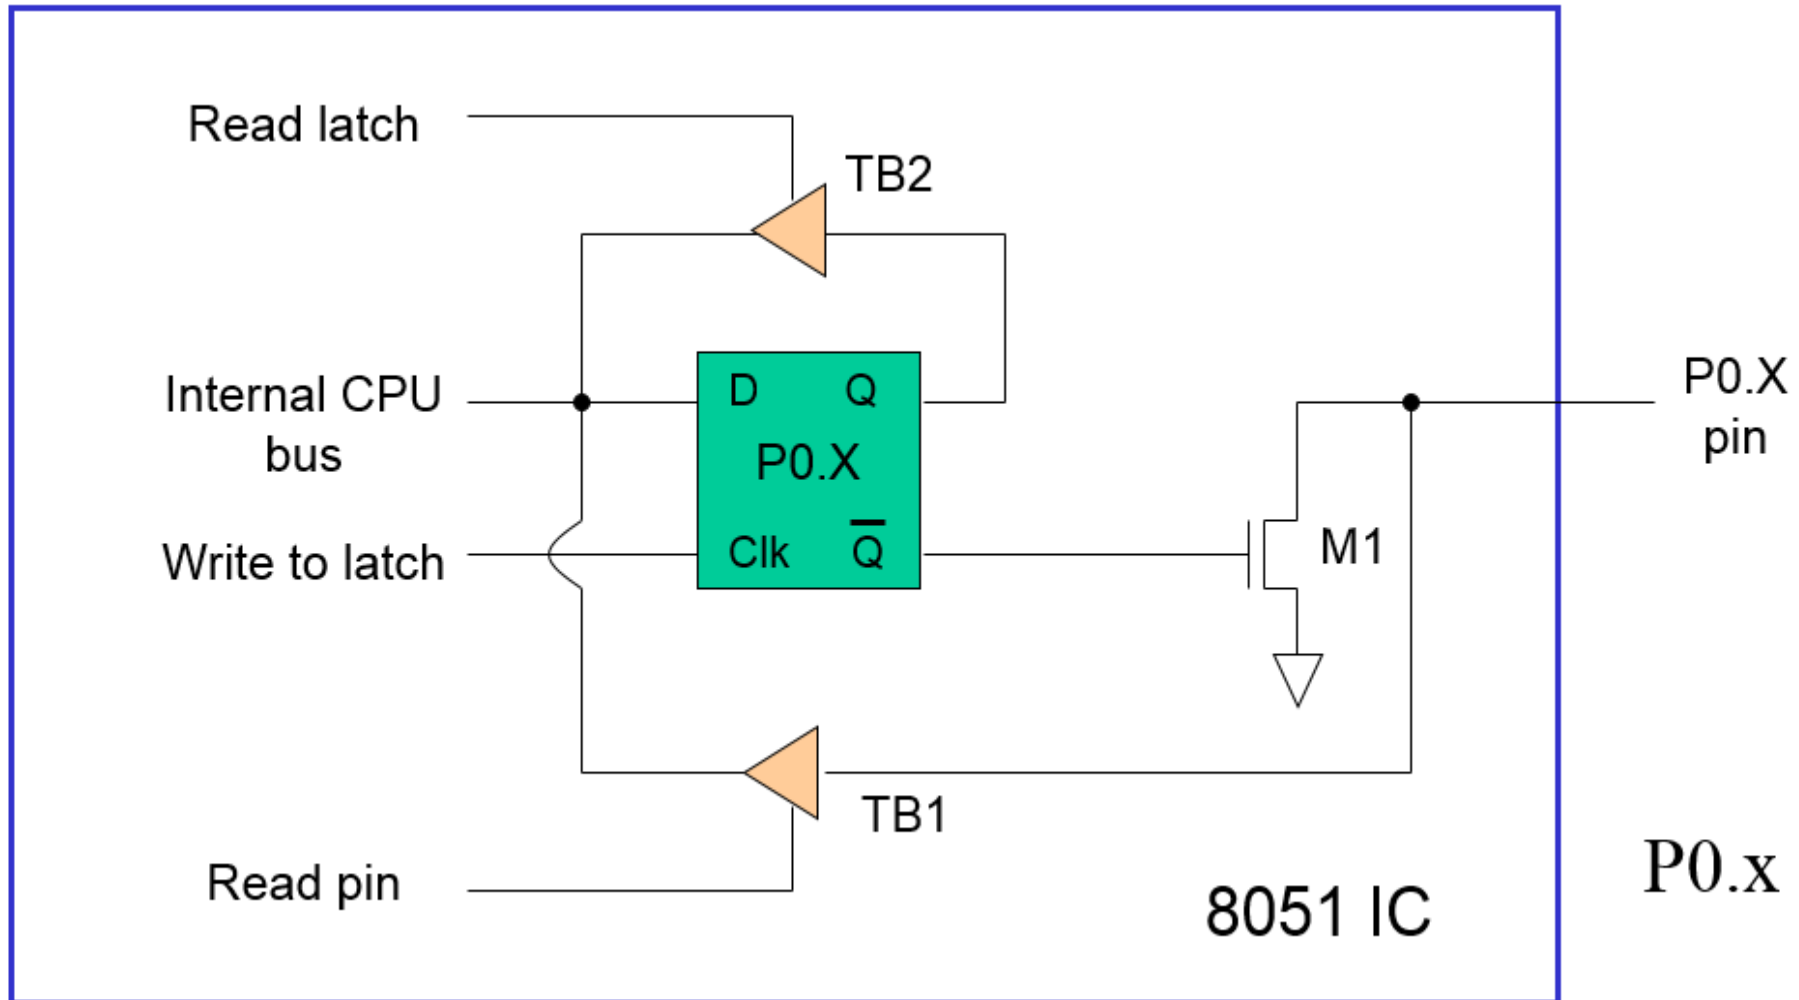 Read latch
TB2
Internal CPU
bus
D Q
P0.X
Clk Q̅
Write to latch
M1
P0.X
pin
TB1
Read pin
8051 IC
P0.x